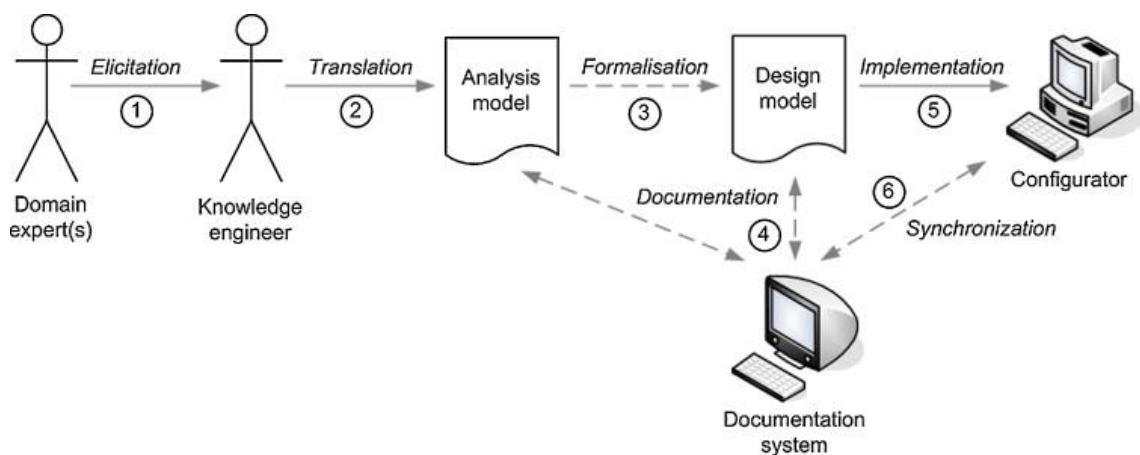 Elicitation
1
Translation
2
Analysis
model
Formalisation
3
Design
model
Implementation
5
Domain
expert(s)
Knowledge
engineer
Configurator
Documentation
4
6
Synchronization
Documentation
system